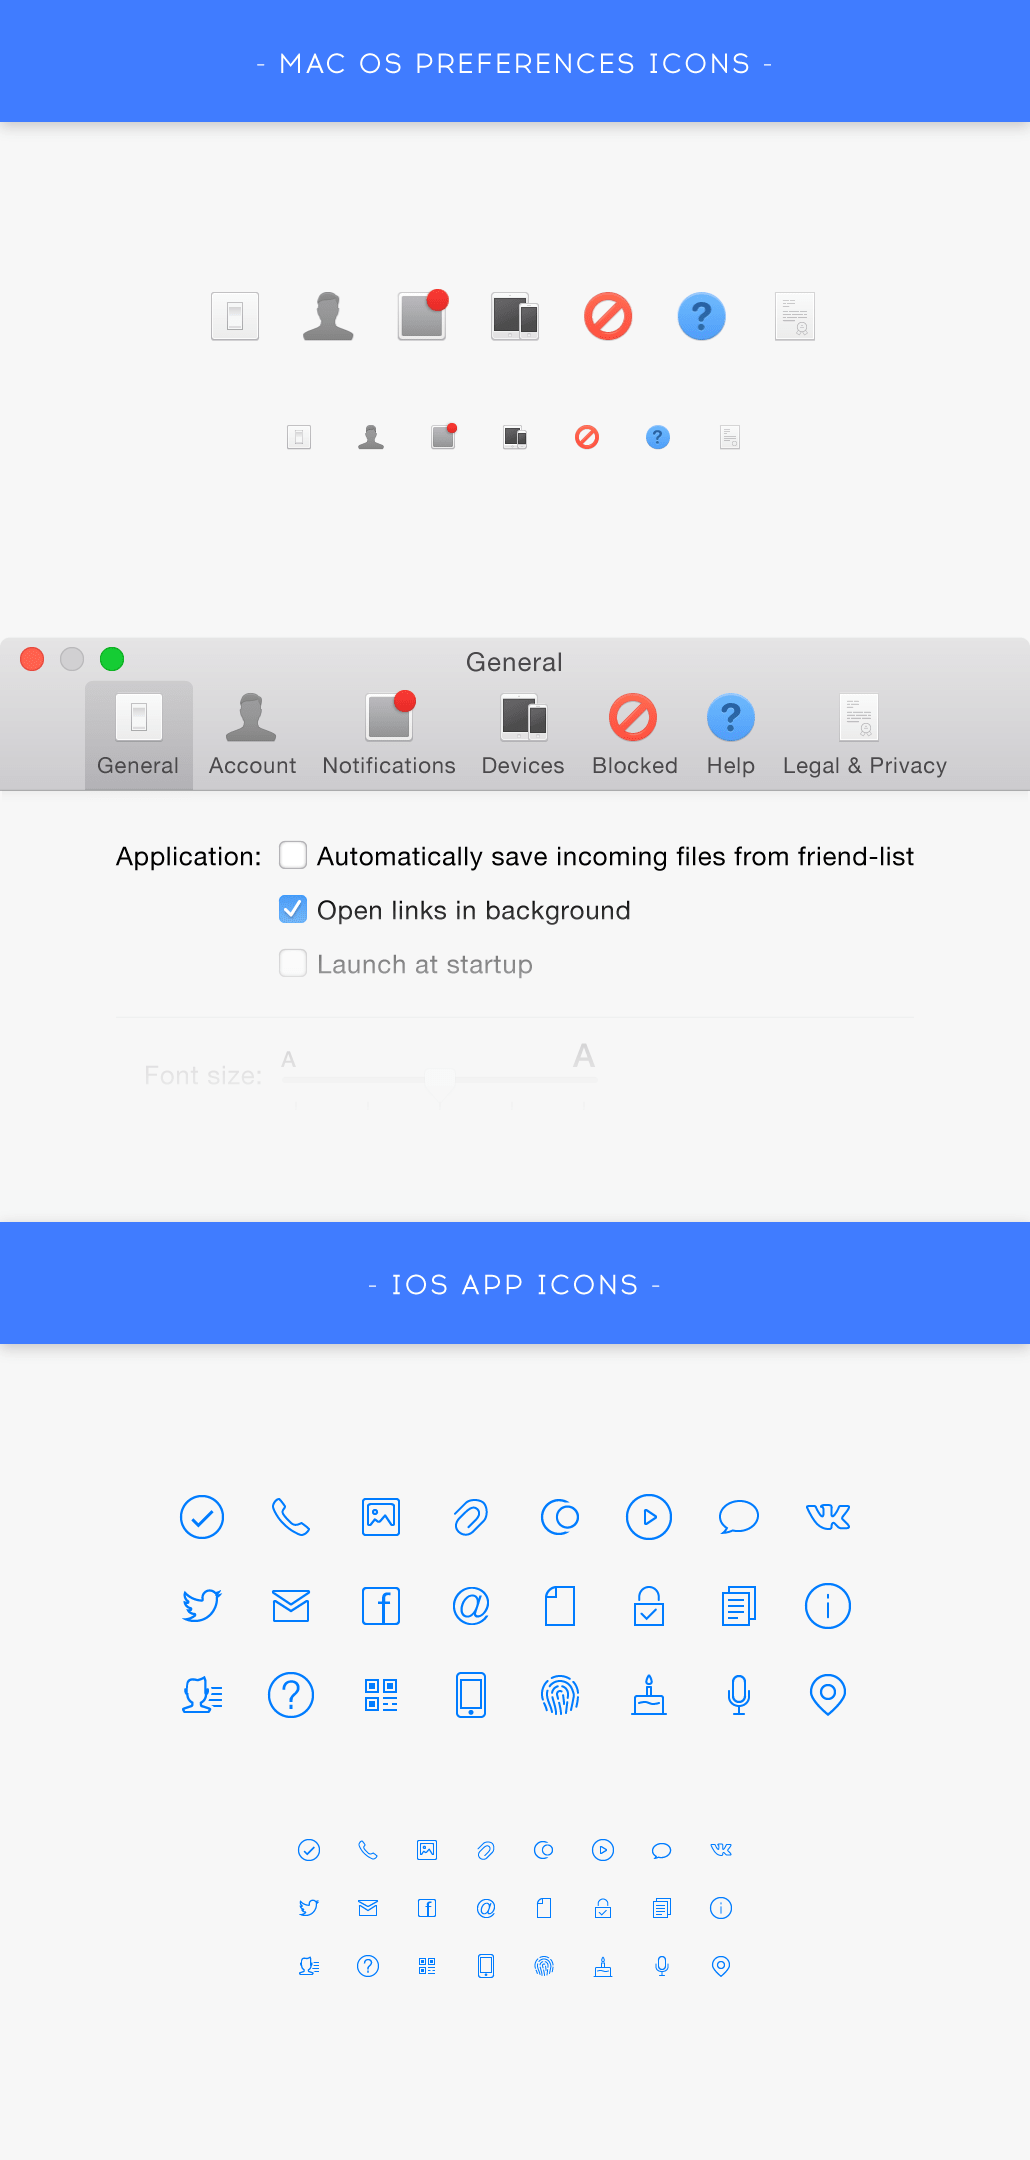 - MAC OS PREFERENCES ICONS -
General
General Account Notifications Devices Blocked Help Legal & Privacy
Application: Automatically save incoming files from friend-list
Open links in background
Launch at startup
A A
Font size:
- IOS APP ICONS -